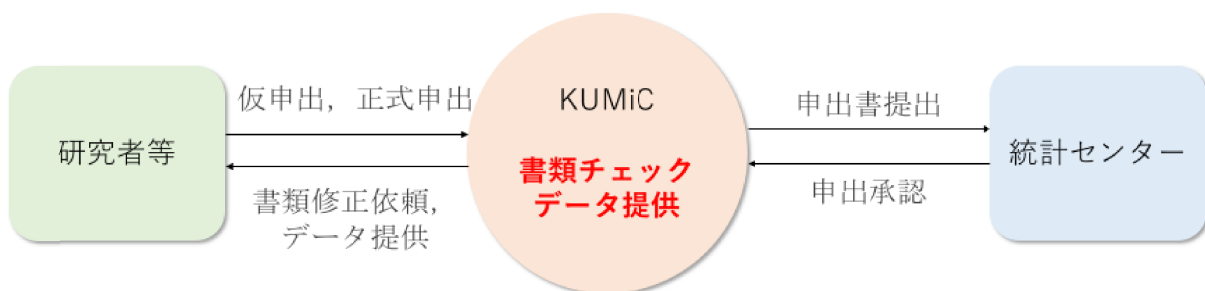 研究者等
仮申出，正式申出
書類修正依頼，
データ提供
KUMiC
書類チェック
データ提供
申出書提出
申出承認
統計センター